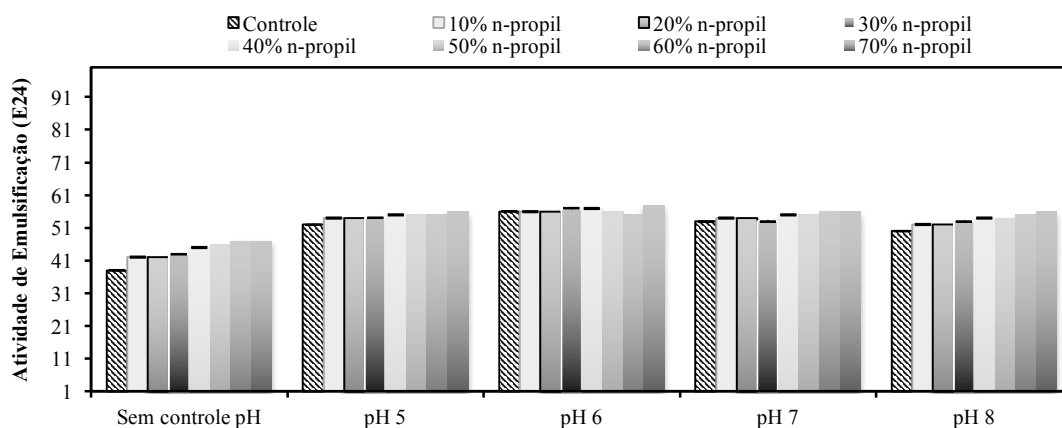 Controle 10% n-propil 20% n-propil 30% n-propil
40% n-propil 50% n-propil 60% n-propil 70% n-propil
Atividade de Emulsificação (E24)
91
81
71
61
51
41
31
21
11
1
Sem controle pH pH 5 pH 6 pH 7 pH 8